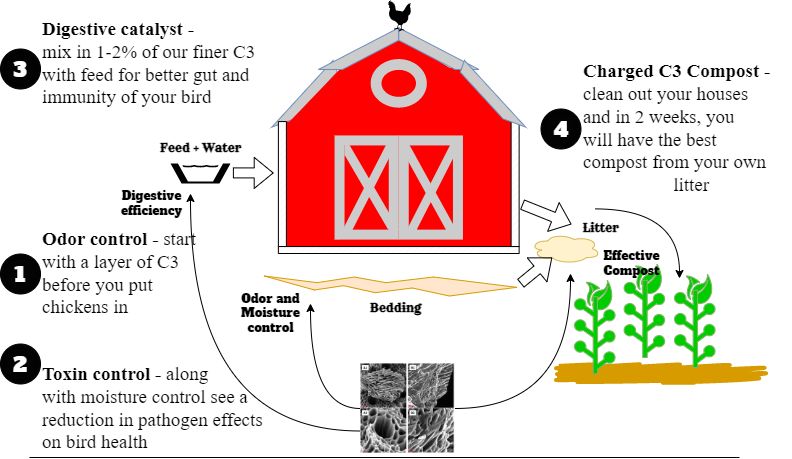 Digestive catalyst -
mix in 1-2% of our finer C3
with feed for better gut and
immunity of your bird
3
Charged C3 Compost -
clean out your houses
and in 2 weeks, you
will have the best
compost from your own
litter
4
Feed + Water
Digestive
efficiency
Odor control - start
with a layer of C3
before you put
chickens in
1
Litter
Effective
Compost
Odor and
Moisture
control
Bedding
2
Toxin control - along
with moisture control see a
reduction in pathogen effects
on bird health